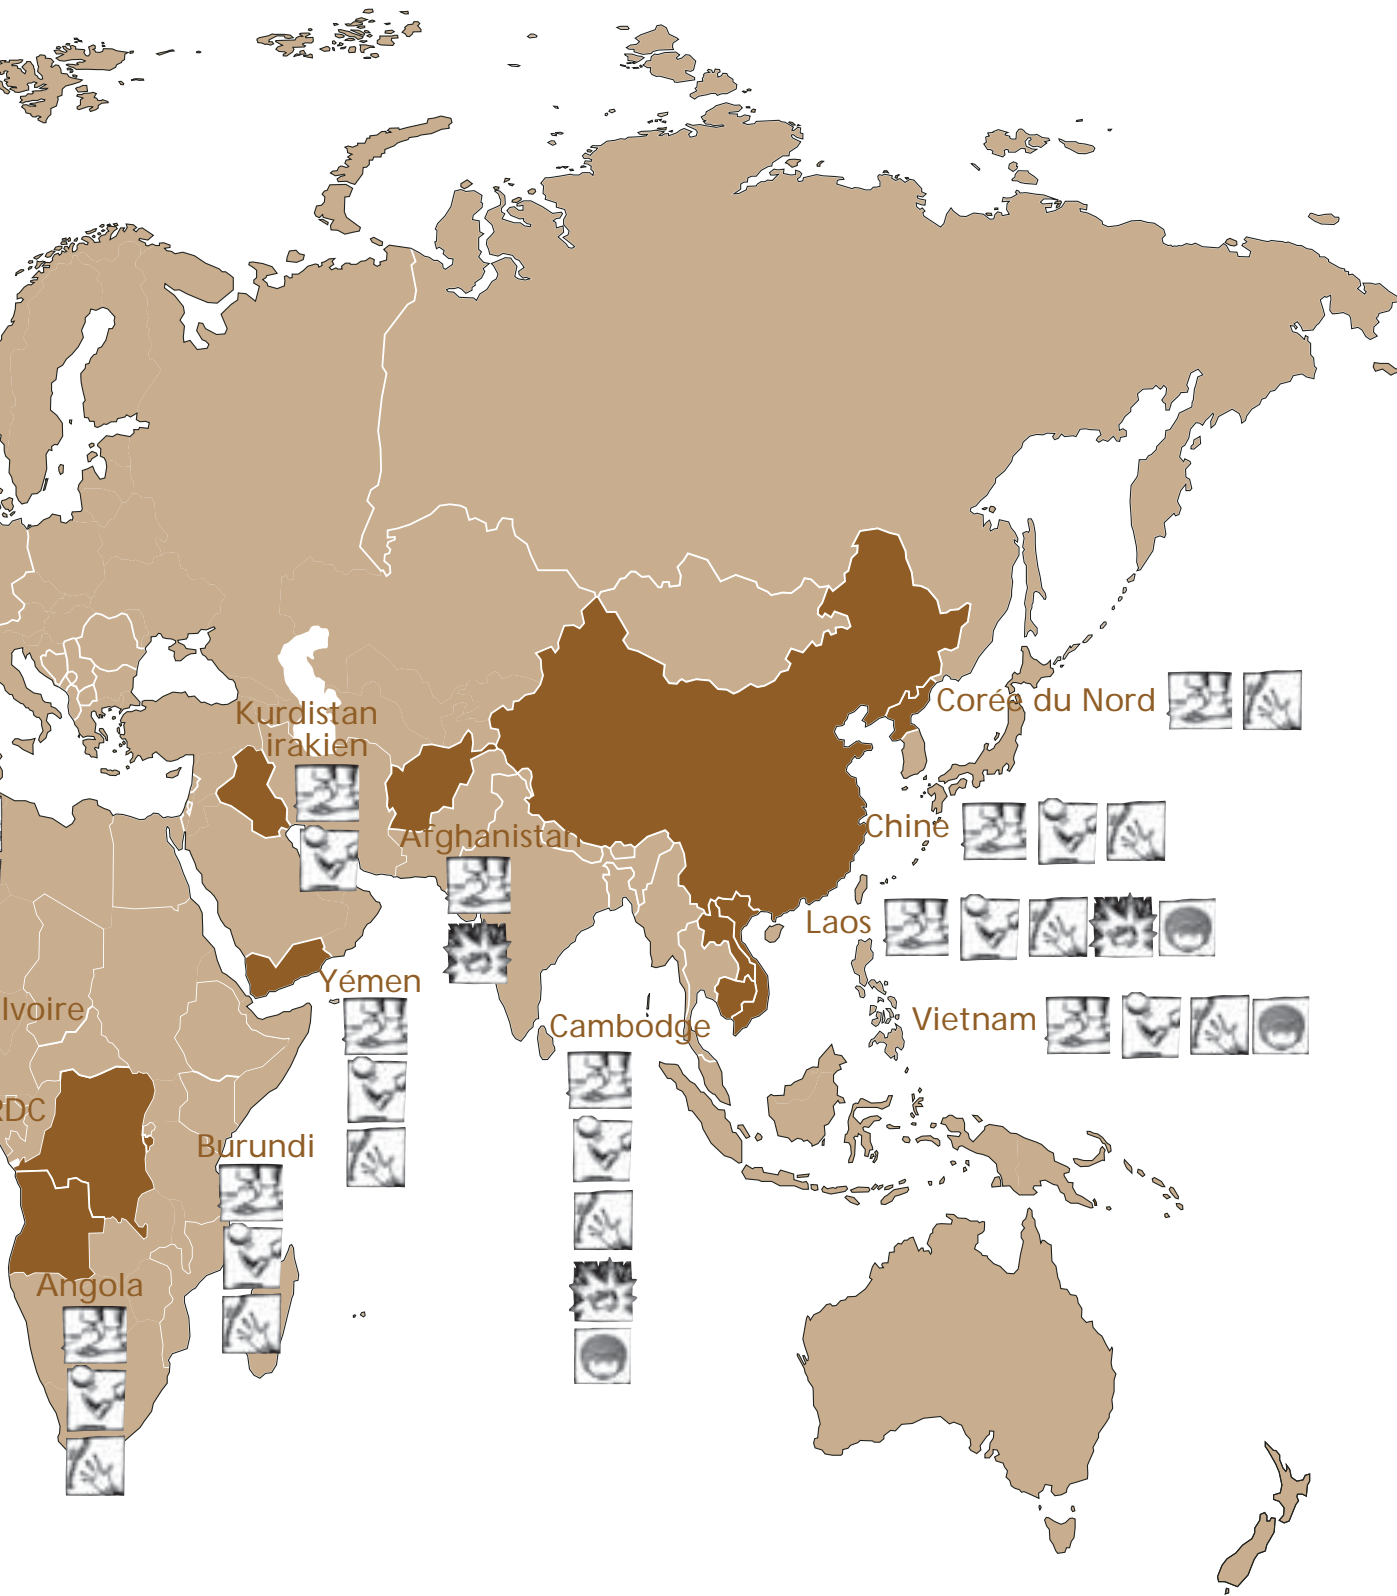 Corée du Nord
Kurdistan
irakien
Chine
Afghanistan
Laos
Yémen
Ivoire
Vietnam
Cambodge
RDC
Burundi
Angola